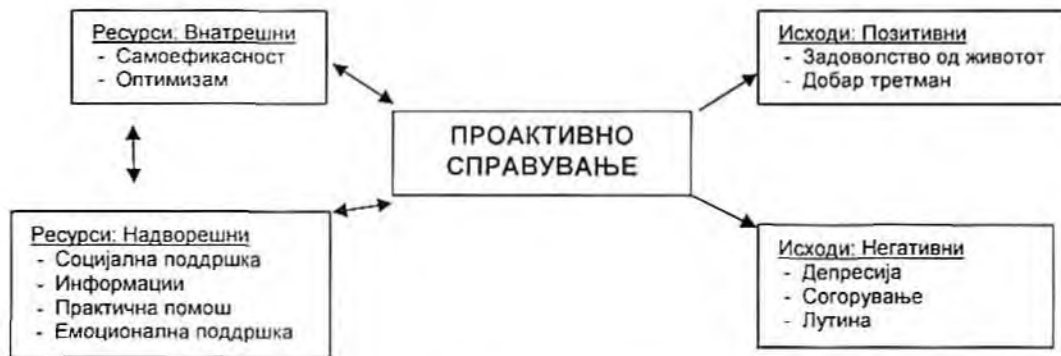 Ресурси: Внатрешни
- Самоефикасност
- Оптимизам
Ресурси: Надворешни
- Социјална поддршка
- Информации
- Практична помош
- Емоционална поддршка
ПРОАКТИВНО
СПРАВУВАЊЕ
Исходи: Позитивни
- Задоволство од животот
- Добар третман
Исходи: Негативни
- Депресија
- Согорување
- Лутина